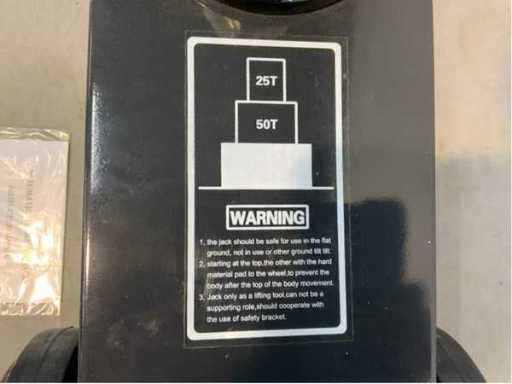 25T
50T
WARNING
1, the jack should be safe for use in the flat
ground, not in use or other ground tilt tilt.
2, starting at the top,the other with the hard
material pad to the wheel,to prevent the
body after the top of the body movement.
3, Jack only as a lifting tool,can not be a
supporting role,should cooperate with
the use of safety bracket.